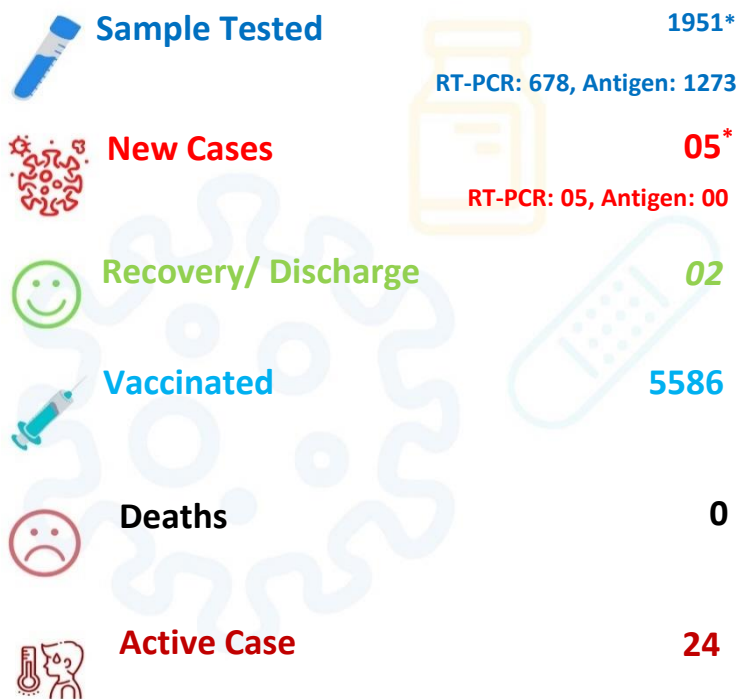 Sample Tested 1951*
RT-PCR: 678, Antigen: 1273
New Cases 05*
RT-PCR: 05, Antigen: 00
Recovery/ Discharge 02
Vaccinated 5586
Deaths 0
Active Case 24